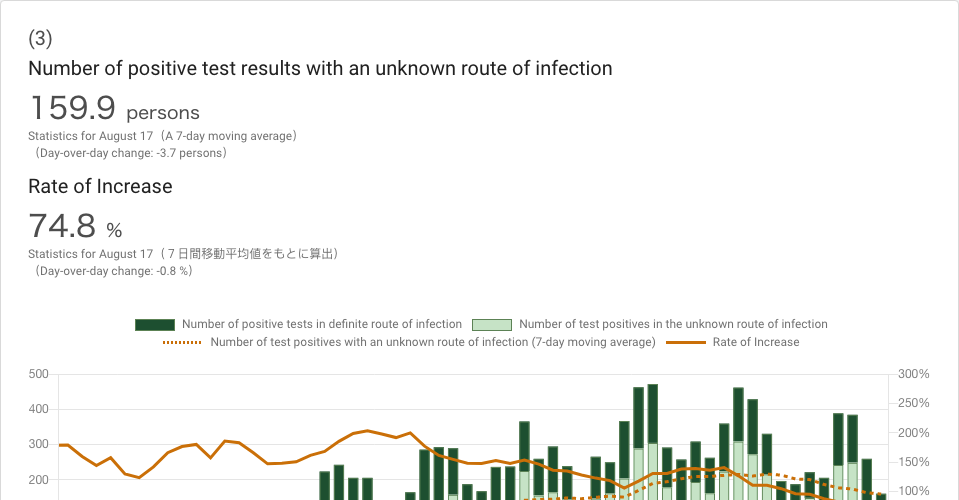 (3)
Number of positive test results with an unknown route of infection
159.9 persons
Statistics for August 17（A 7-day moving average）
（Day-over-day change: -3.7 persons）
Rate of Increase
74.8 %
Statistics for August 17（７日間移動平均値をもとに算出）
（Day-over-day change: -0.8 %）
Number of positive tests in definite route of infection Number of test positives in the unknown route of infection
Number of test positives with an unknown route of infection (7-day moving average) Rate of Increase
500 300%
250%
400
300 200%
150%
200
100%